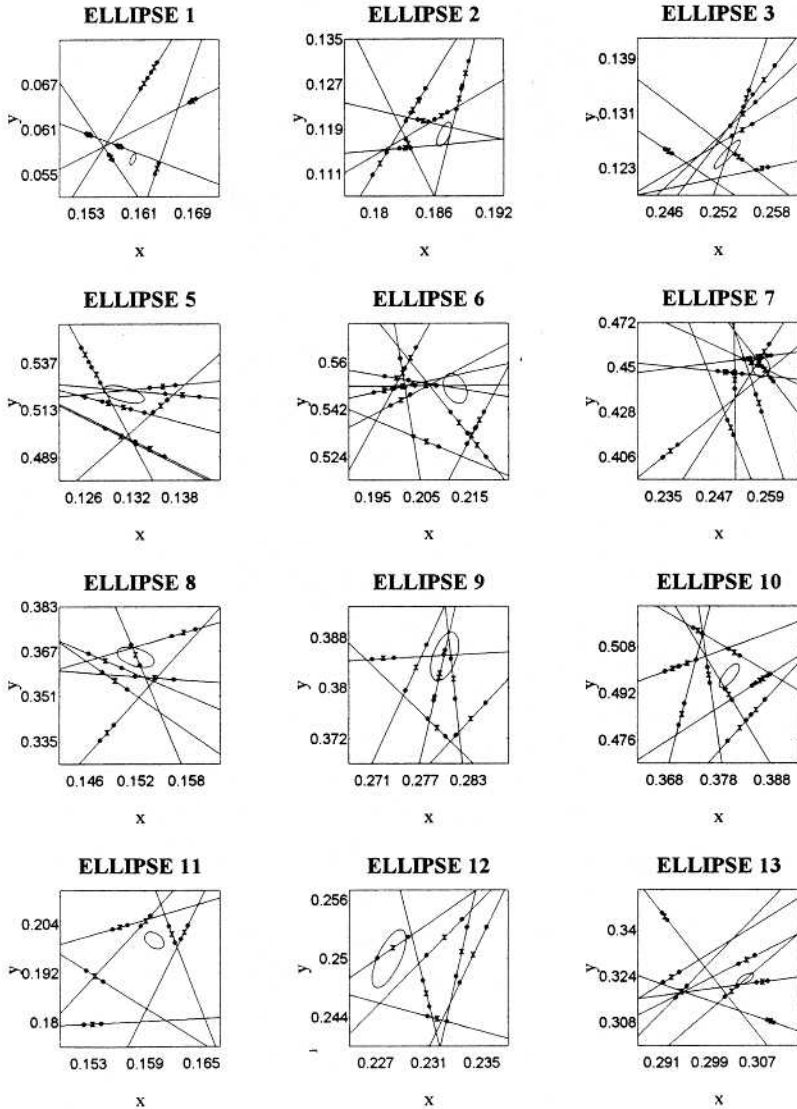 ELLIPSE 1 ELLIPSE 2 ELLIPSE 3
0.067 0.061 0.055
y
0.153 0.161 0.169
x
0.135 0.127 0.119 0.111
y
0.18 0.186 0.192
x
0.139 0.131 0.123
y
0.246 0.252 0.258
x
ELLIPSE 5 ELLIPSE 6 ELLIPSE 7
0.537 0.513 0.489
y
0.126 0.132 0.138
x
0.56 0.542 0.524
y
0.195 0.205 0.215
x
0.472 0.45 0.428 0.406
y
0.235 0.247 0.259
x
ELLIPSE 8 ELLIPSE 9 ELLIPSE 10
0.383 0.367 0.351 0.335
y
0.146 0.152 0.158
x
0.388 0.38 0.372
y
0.271 0.277 0.283
x
0.508 0.492 0.476
y
0.368 0.378 0.388
x
ELLIPSE 11 ELLIPSE 12 ELLIPSE 13
0.204 0.192 0.18
y
0.153 0.159 0.165
x
0.256 0.25 0.244
y
0.227 0.231 0.235
x
0.34 0.324 0.308
y
0.291 0.299 0.307
x